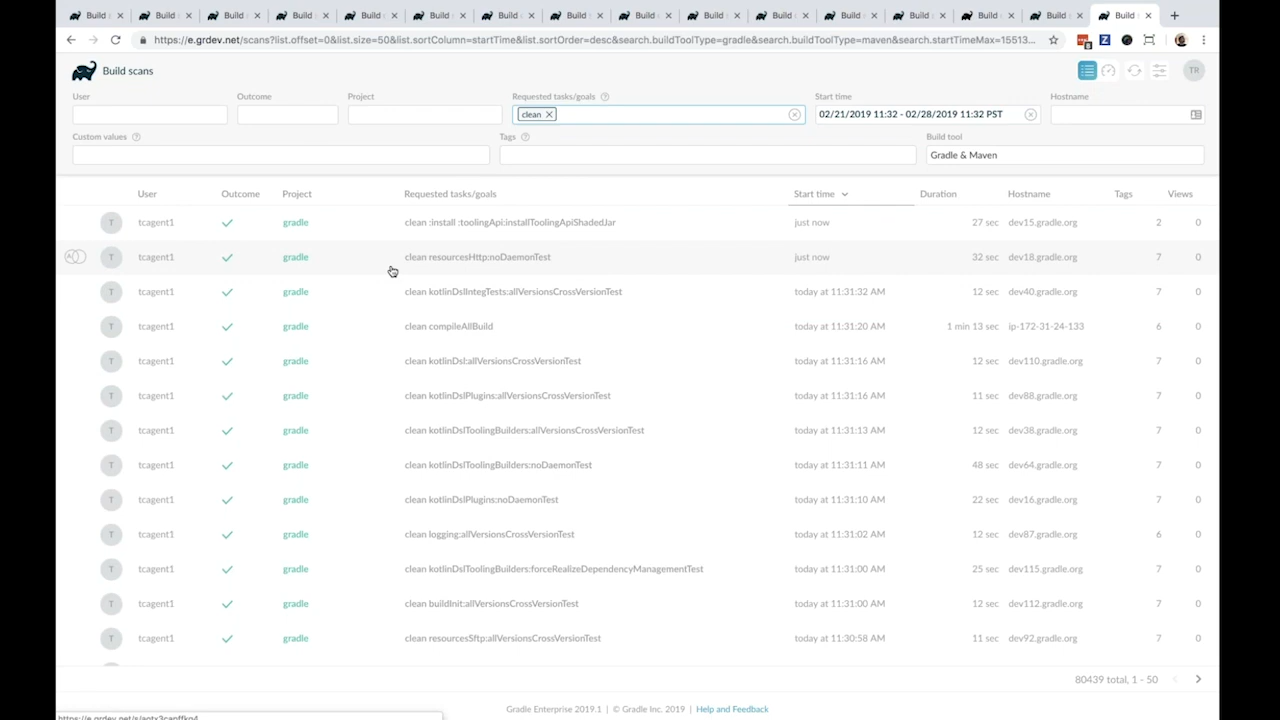 Build Build Build Build Build Build Build Build Build Build Build Build Build Build Build Build
https://e.grdev.net/scans?list.offset=0&list.size=50&list.sortColumn=startTime&list.sortOrder=desc&search.buildToolType=gradle&search.buildToolType=maven&search.startTimeMax=15513...
Build scans
TR
User Outcome Project Requested tasks/goals Start time Hostname
clean 02/21/2019 11:32 - 02/28/2019 11:32 PST
Custom values Tags Build tool
Gradle & Maven
User Outcome Project Requested tasks/goals Start time Duration Hostname Tags Views
T tcagent1 gradle clean :install :toolingApi:installToolingApiShadedJar just now 27 sec dev15.gradle.org 2 0
T tcagent1 gradle clean resourcesHttp:noDaemonTest just now 32 sec dev18.gradle.org 7 0
T tcagent1 gradle clean kotlinDslIntegTests:allVersionsCrossVersionTest today at 11:31:32 AM 12 sec dev40.gradle.org 7 0
T tcagent1 gradle clean compileAllBuild today at 11:31:20 AM 1 min 13 sec ip-172-31-24-133 6 0
T tcagent1 gradle clean kotlinDsl:allVersionsCrossVersionTest today at 11:31:16 AM 12 sec dev110.gradle.org 7 0
T tcagent1 gradle clean kotlinDslPlugins:allVersionsCrossVersionTest today at 11:31:16 AM 11 sec dev88.gradle.org 7 0
T tcagent1 gradle clean kotlinDslToolingBuilders:allVersionsCrossVersionTest today at 11:31:13 AM 12 sec dev38.gradle.org 7 0
T tcagent1 gradle clean kotlinDslToolingBuilders:noDaemonTest today at 11:31:11 AM 48 sec dev64.gradle.org 7 0
T tcagent1 gradle clean kotlinDslPlugins:noDaemonTest today at 11:31:10 AM 22 sec dev16.gradle.org 7 0
T tcagent1 gradle clean logging:allVersionsCrossVersionTest today at 11:31:02 AM 12 sec dev87.gradle.org 6 0
T tcagent1 gradle clean kotlinDslToolingBuilders:forceRealizeDependencyManagementTest today at 11:31:00 AM 25 sec dev115.gradle.org 7 0
T tcagent1 gradle clean buildInit:allVersionsCrossVersionTest today at 11:31:00 AM 12 sec dev112.gradle.org 7 0
T tcagent1 gradle clean resourcesSftp:allVersionsCrossVersionTest today at 11:30:58 AM 11 sec dev92.gradle.org 7 0
80439 total, 1 - 50
Gradle Enterprise 2019.1 | © Gradle Inc. 2019 | Help and Feedback